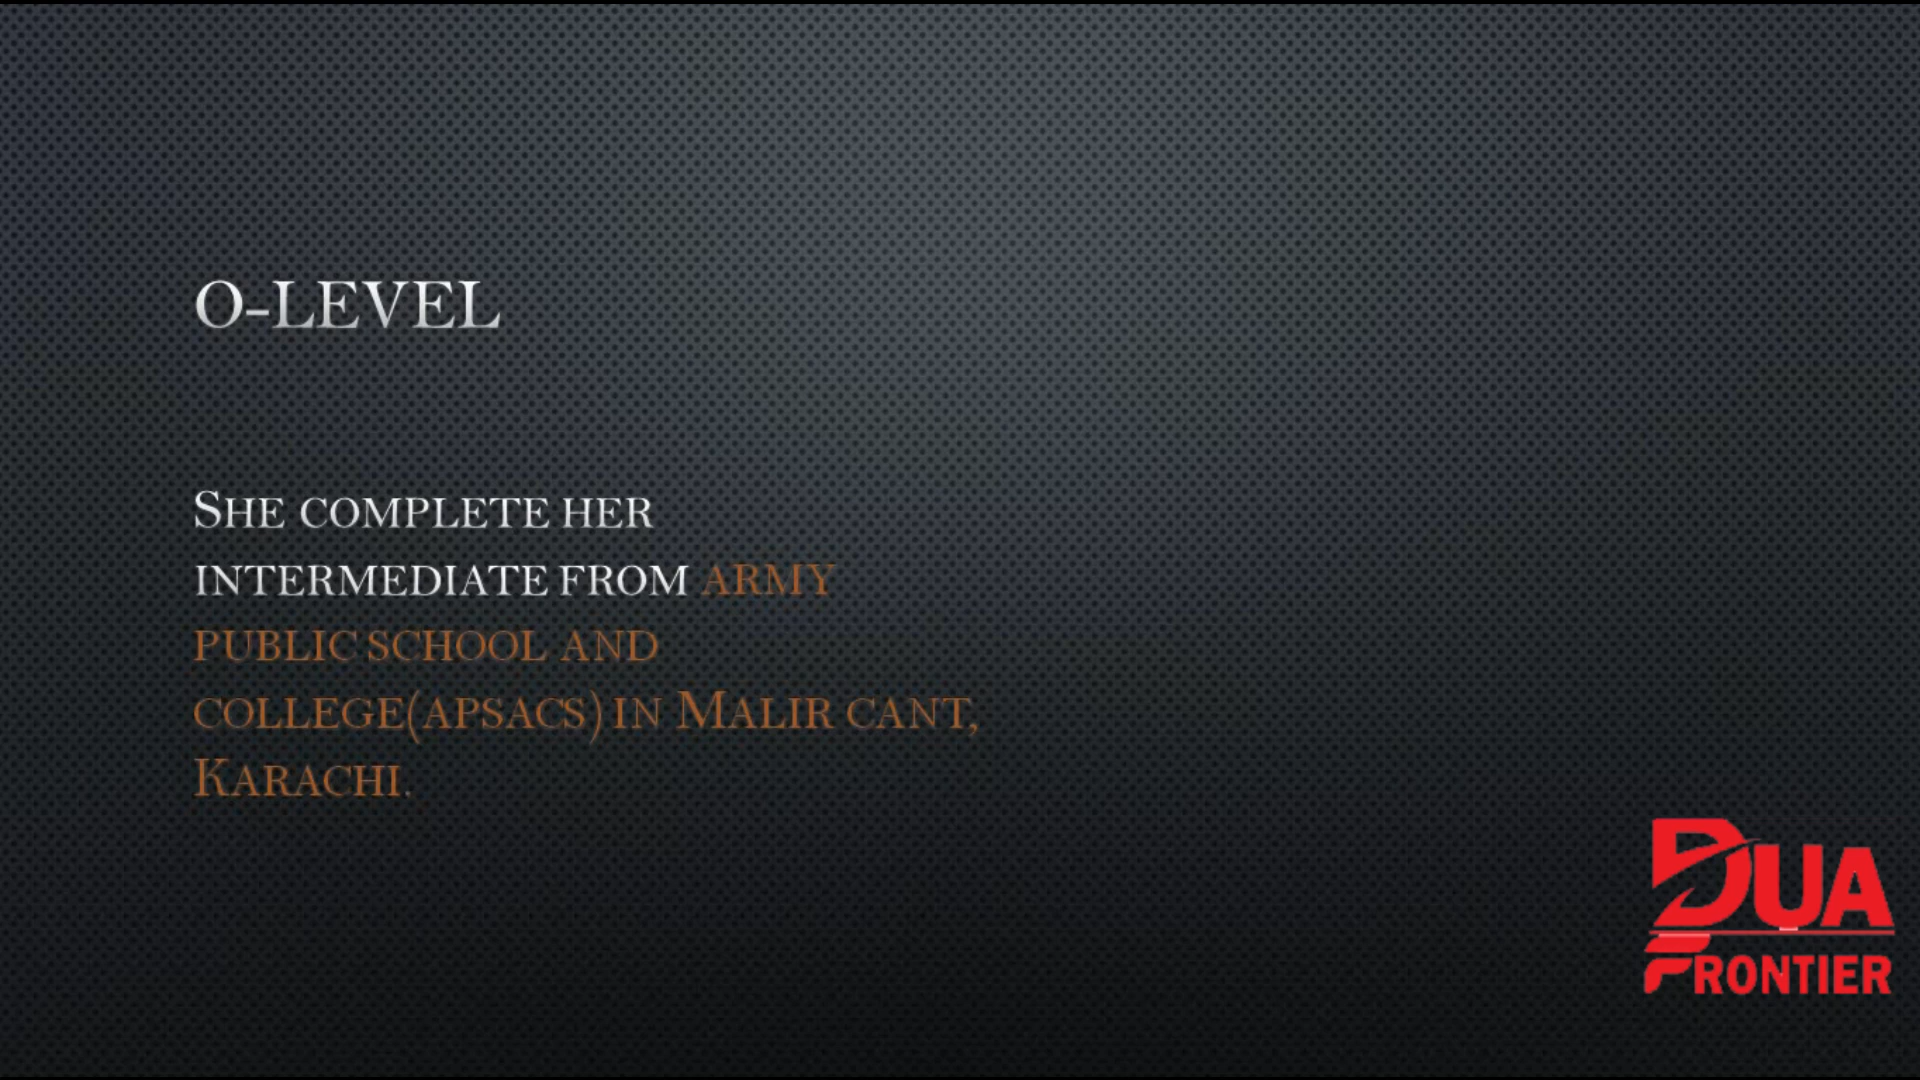 O-LEVEL
SHE COMPLETE HER
INTERMEDIATE FROM ARMY
PUBLIC SCHOOL AND
COLLEGE(APSACS) IN MALIR CANT,
KARACHI.
DUA
FRONTIER